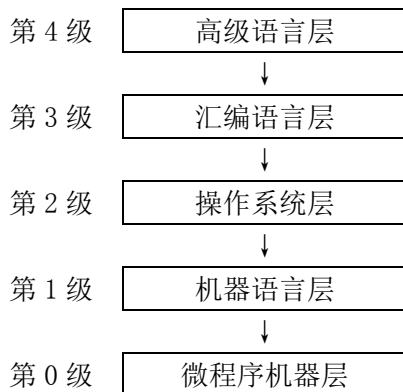 第 4 级 高级语言层
↓
第 3 级 汇编语言层
↓
第 2 级 操作系统层
↓
第 1 级 机器语言层
↓
第 0 级 微程序机器层